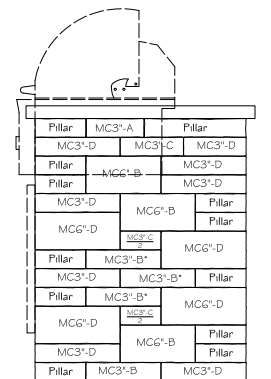 Pillar MC3"-A Pillar
MC3"-D MC3"-C MC3"-D
Pillar MC6"-B MC3"-D
Pillar MC3"-D
MC3"-D MC6"-B Pillar
MC6"-D Pillar
MC3"-C
2
MC6"-D
Pillar MC3"-B*
MC3"-D MC3"-B* Pillar
Pillar MC3"-B* MC6"-D
MC6"-D MC3"-C
2
MC6"-B Pillar
MC3"-D Pillar
Pillar MC3"-B MC3"-D